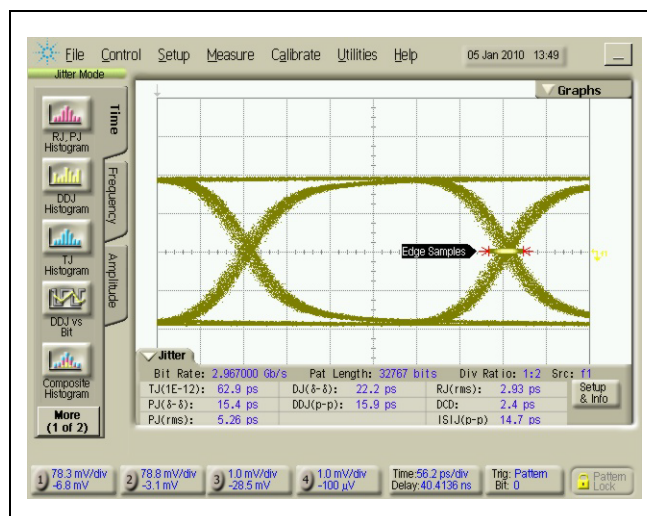 File Control Setup Measure Calibrate Utilities Help 05 Jan 2010 13:49
Jitter Mode
Graphs
Time
Frequency
Amplitude
RJ, PJ
Histogram
DDJ
Histogram
TJ
Histogram
DDJ vs
Bit
Composite
Histogram
More
(1 of 2)
Edge Samples
Jitter
Bit Rate: 2.967000 Gb/s Pat Length: 32767 bits Div Ratio: 1:2 Src: f1
TJ(1E-12): 62.9 ps DJ(δ-δ): 22.2 ps RJ(rms): 2.93 ps
PJ(δ-δ): 15.4 ps DDJ(p-p): 15.9 ps DCD: 2.4 ps
PJ(rms): 5.26 ps ISIJ(p-p) 14.7 ps
Setup
& Info
1 78.3 mV/div
-6.8 mV
2 78.8 mV/div
-3.1 mV
3 1.0 mV/div
-28.5 mV
4 1.0 mV/div
-100 μV
Time:56.2 ps/div
Delay:40.4136 ns
Trig: Pattern
Bit: 0
Pattern
Lock